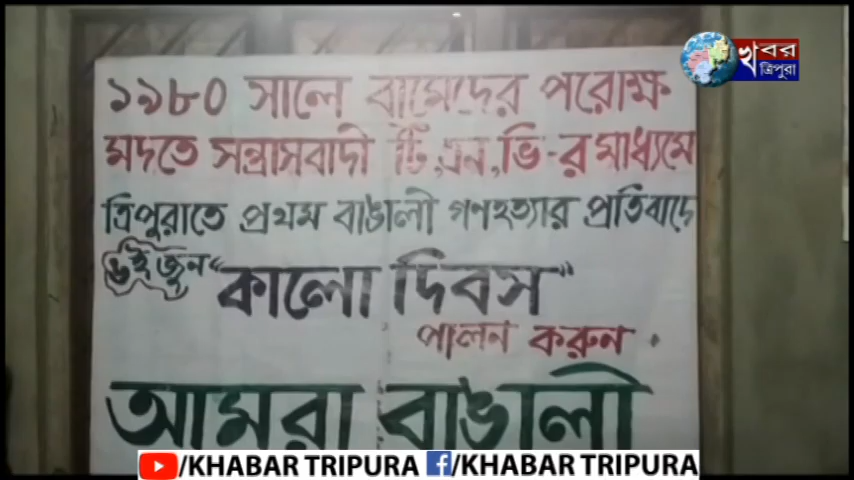 খবর
ত্রিপুরা
১৯৮০ সালে বামেদের পরোক্ষ
মদতে সন্ত্রাসবাদী টি,এন,ভি-র মাধ্যমে
ত্রিপুরাতে প্রথম বাঙালী গণহত্যার প্রতিবাদে
৬ই জুন "কালো দিবস"
পালন করুন .
আমরা বাঙালী
/KHABAR TRIPURA /KHABAR TRIPURA